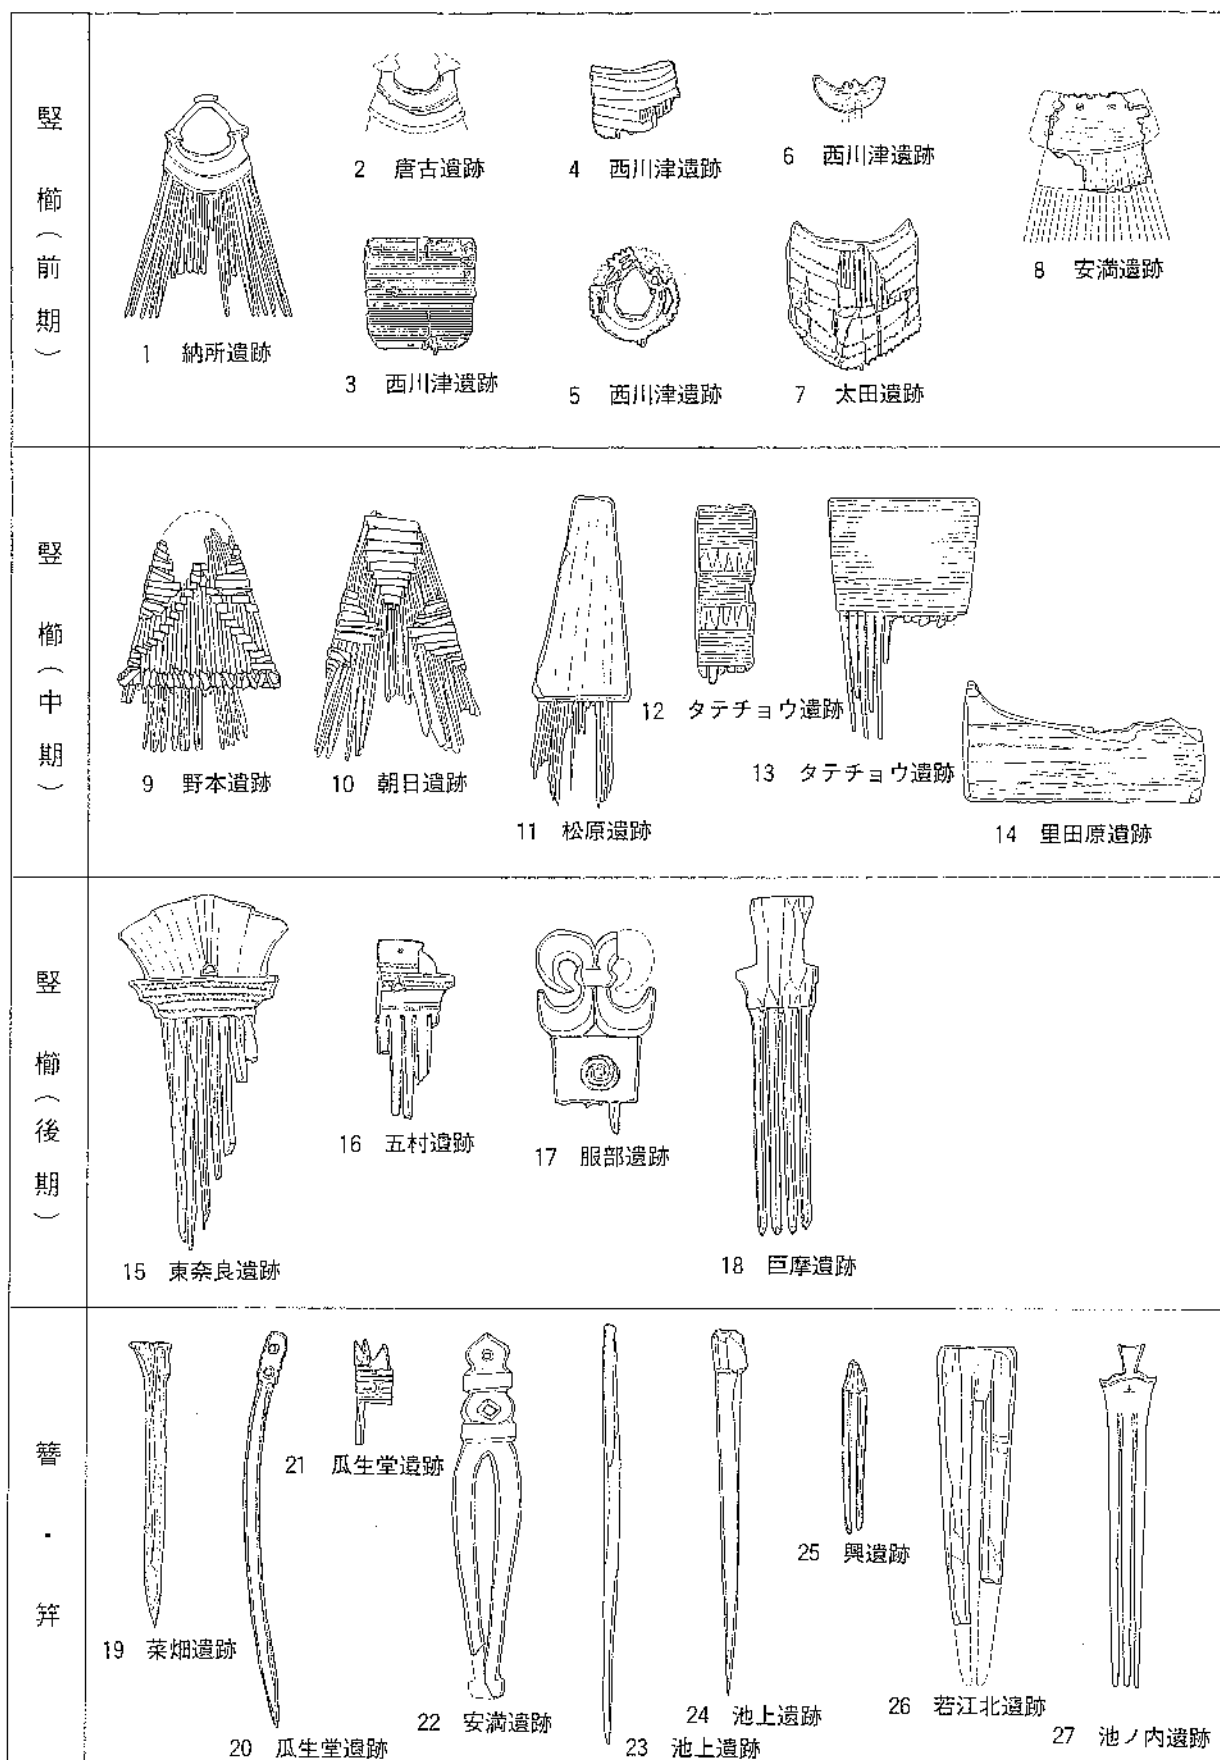 竪櫛(前期)
1 納所遺跡
2 唐古遺跡
3 西川津遺跡
4 西川津遺跡
5 西川津遺跡
6 西川津遺跡
7 太田遺跡
8 安満遺跡
竪櫛(中期)
9 野本遺跡
10 朝日遺跡
11 松原遺跡
12 タテチョウ遺跡
13 タテチョウ遺跡
14 里田原遺跡
竪櫛(後期)
15 東奈良遺跡
16 五村遺跡
17 服部遺跡
18 巨摩遺跡
簪・笄
19 菜畑遺跡
20 瓜生堂遺跡
21 瓜生堂遺跡
22 安満遺跡
23 池上遺跡
24 池上遺跡
25 興遺跡
26 若江北遺跡
27 池ノ内遺跡